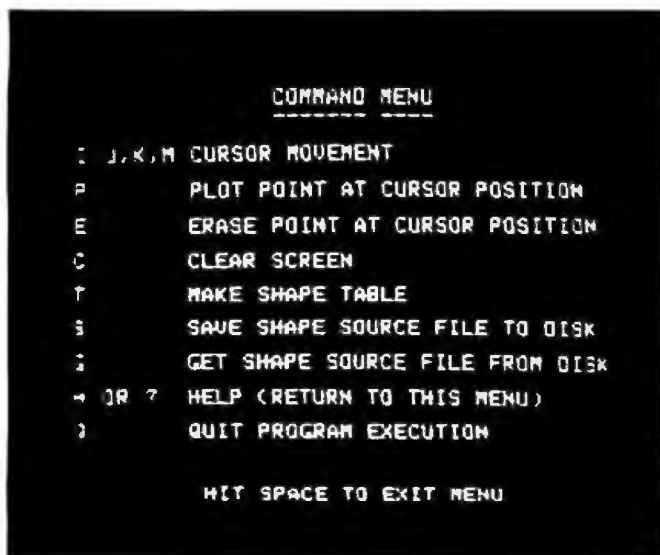 COMMAND MENU
I J,K,M CURSOR MOVEMENT
P PLOT POINT AT CURSOR POSITION
E ERASE POINT AT CURSOR POSITION
C CLEAR SCREEN
T MAKE SHAPE TABLE
S SAVE SHAPE SOURCE FILE TO DISK
G GET SHAPE SOURCE FILE FROM DISK
H OR ? HELP (RETURN TO THIS MENU)
Q QUIT PROGRAM EXECUTION
HIT SPACE TO EXIT MENU